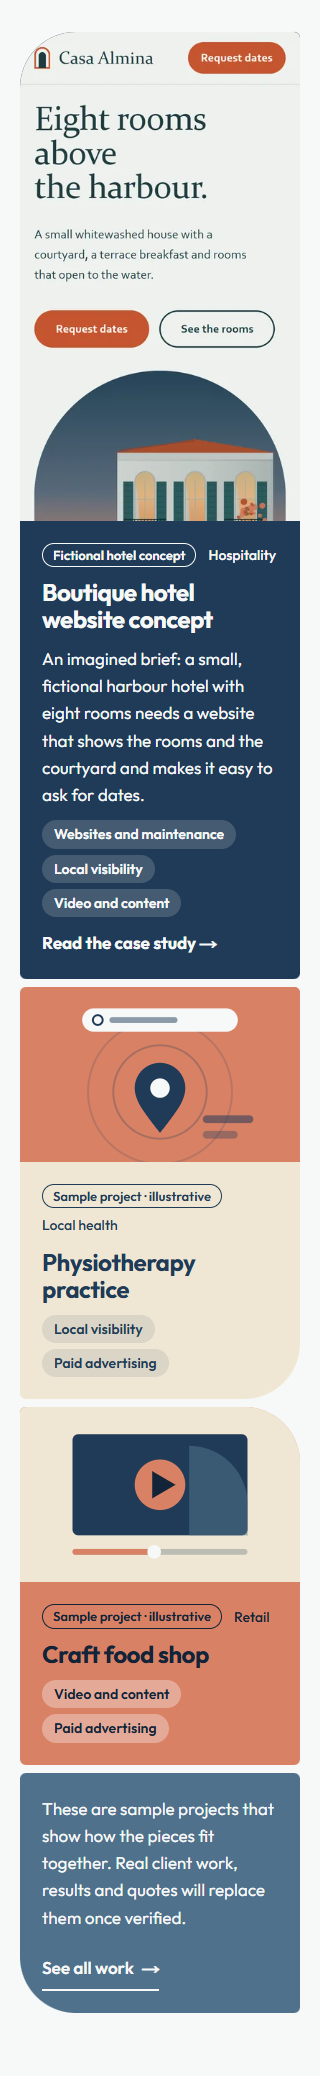 Casa Almina
Request dates
Eight rooms
above
the harbour.
A small whitewashed house with a
courtyard, a terrace breakfast and rooms
that open to the water.
Request dates
See the rooms
Fictional hotel concept
Hospitality
Boutique hotel
website concept
An imagined brief: a small,
fictional harbour hotel with
eight rooms needs a website
that shows the rooms and the
courtyard and makes it easy to
ask for dates.
Websites and maintenance
Local visibility
Video and content
Read the case study →
Sample project · illustrative
Local health
Physiotherapy
practice
Local visibility
Paid advertising
Sample project · illustrative
Retail
Craft food shop
Video and content
Paid advertising
These are sample projects that
show how the pieces fit
together. Real client work,
results and quotes will replace
them once verified.
See all work →